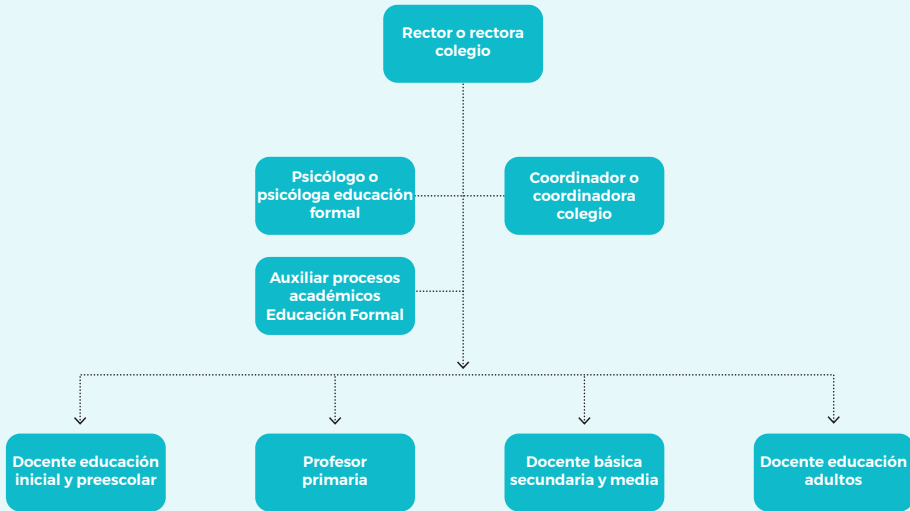 Rector o rectora
colegio
Psicólogo o
psicóloga educación
formal
Coordinador o
coordinadora
colegio
Auxiliar procesos
académicos
Educación Formal
Docente educación
inicial y preescolar
Profesor
primaria
Docente básica
secundaria y media
Docente educación
adultos